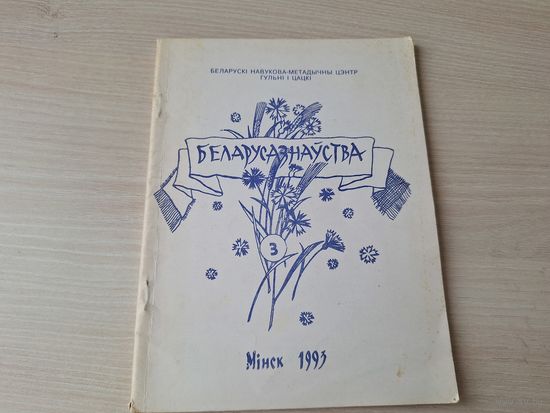 БЕЛАРУСКІ НАВУКОВА-МЕТАДЫЧНЫ ЦЭНТР
ГУЛЬНІ І ЦАЦКІ
БЕЛАРУСАЗНАЎСТВА
3
Мінск 1993